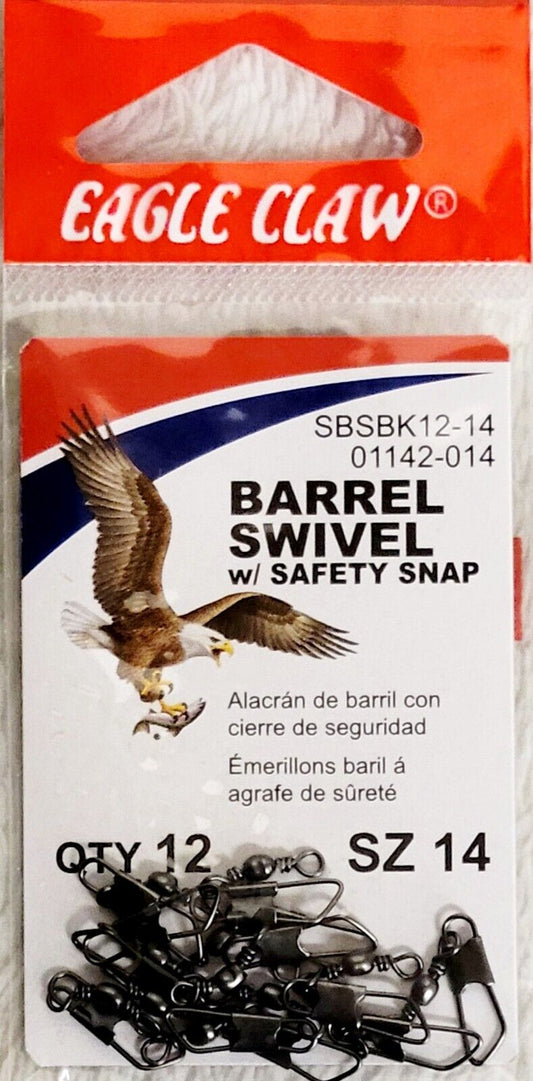 EAGLE CLAW®
SBSBK12-14
01142-014
BARREL
SWIVEL
w/ SAFETY SNAP
Alacrán de barril con
cierre de seguridad
Émerillons baril á
agrafe de sûreté
QTY 12 SZ 14